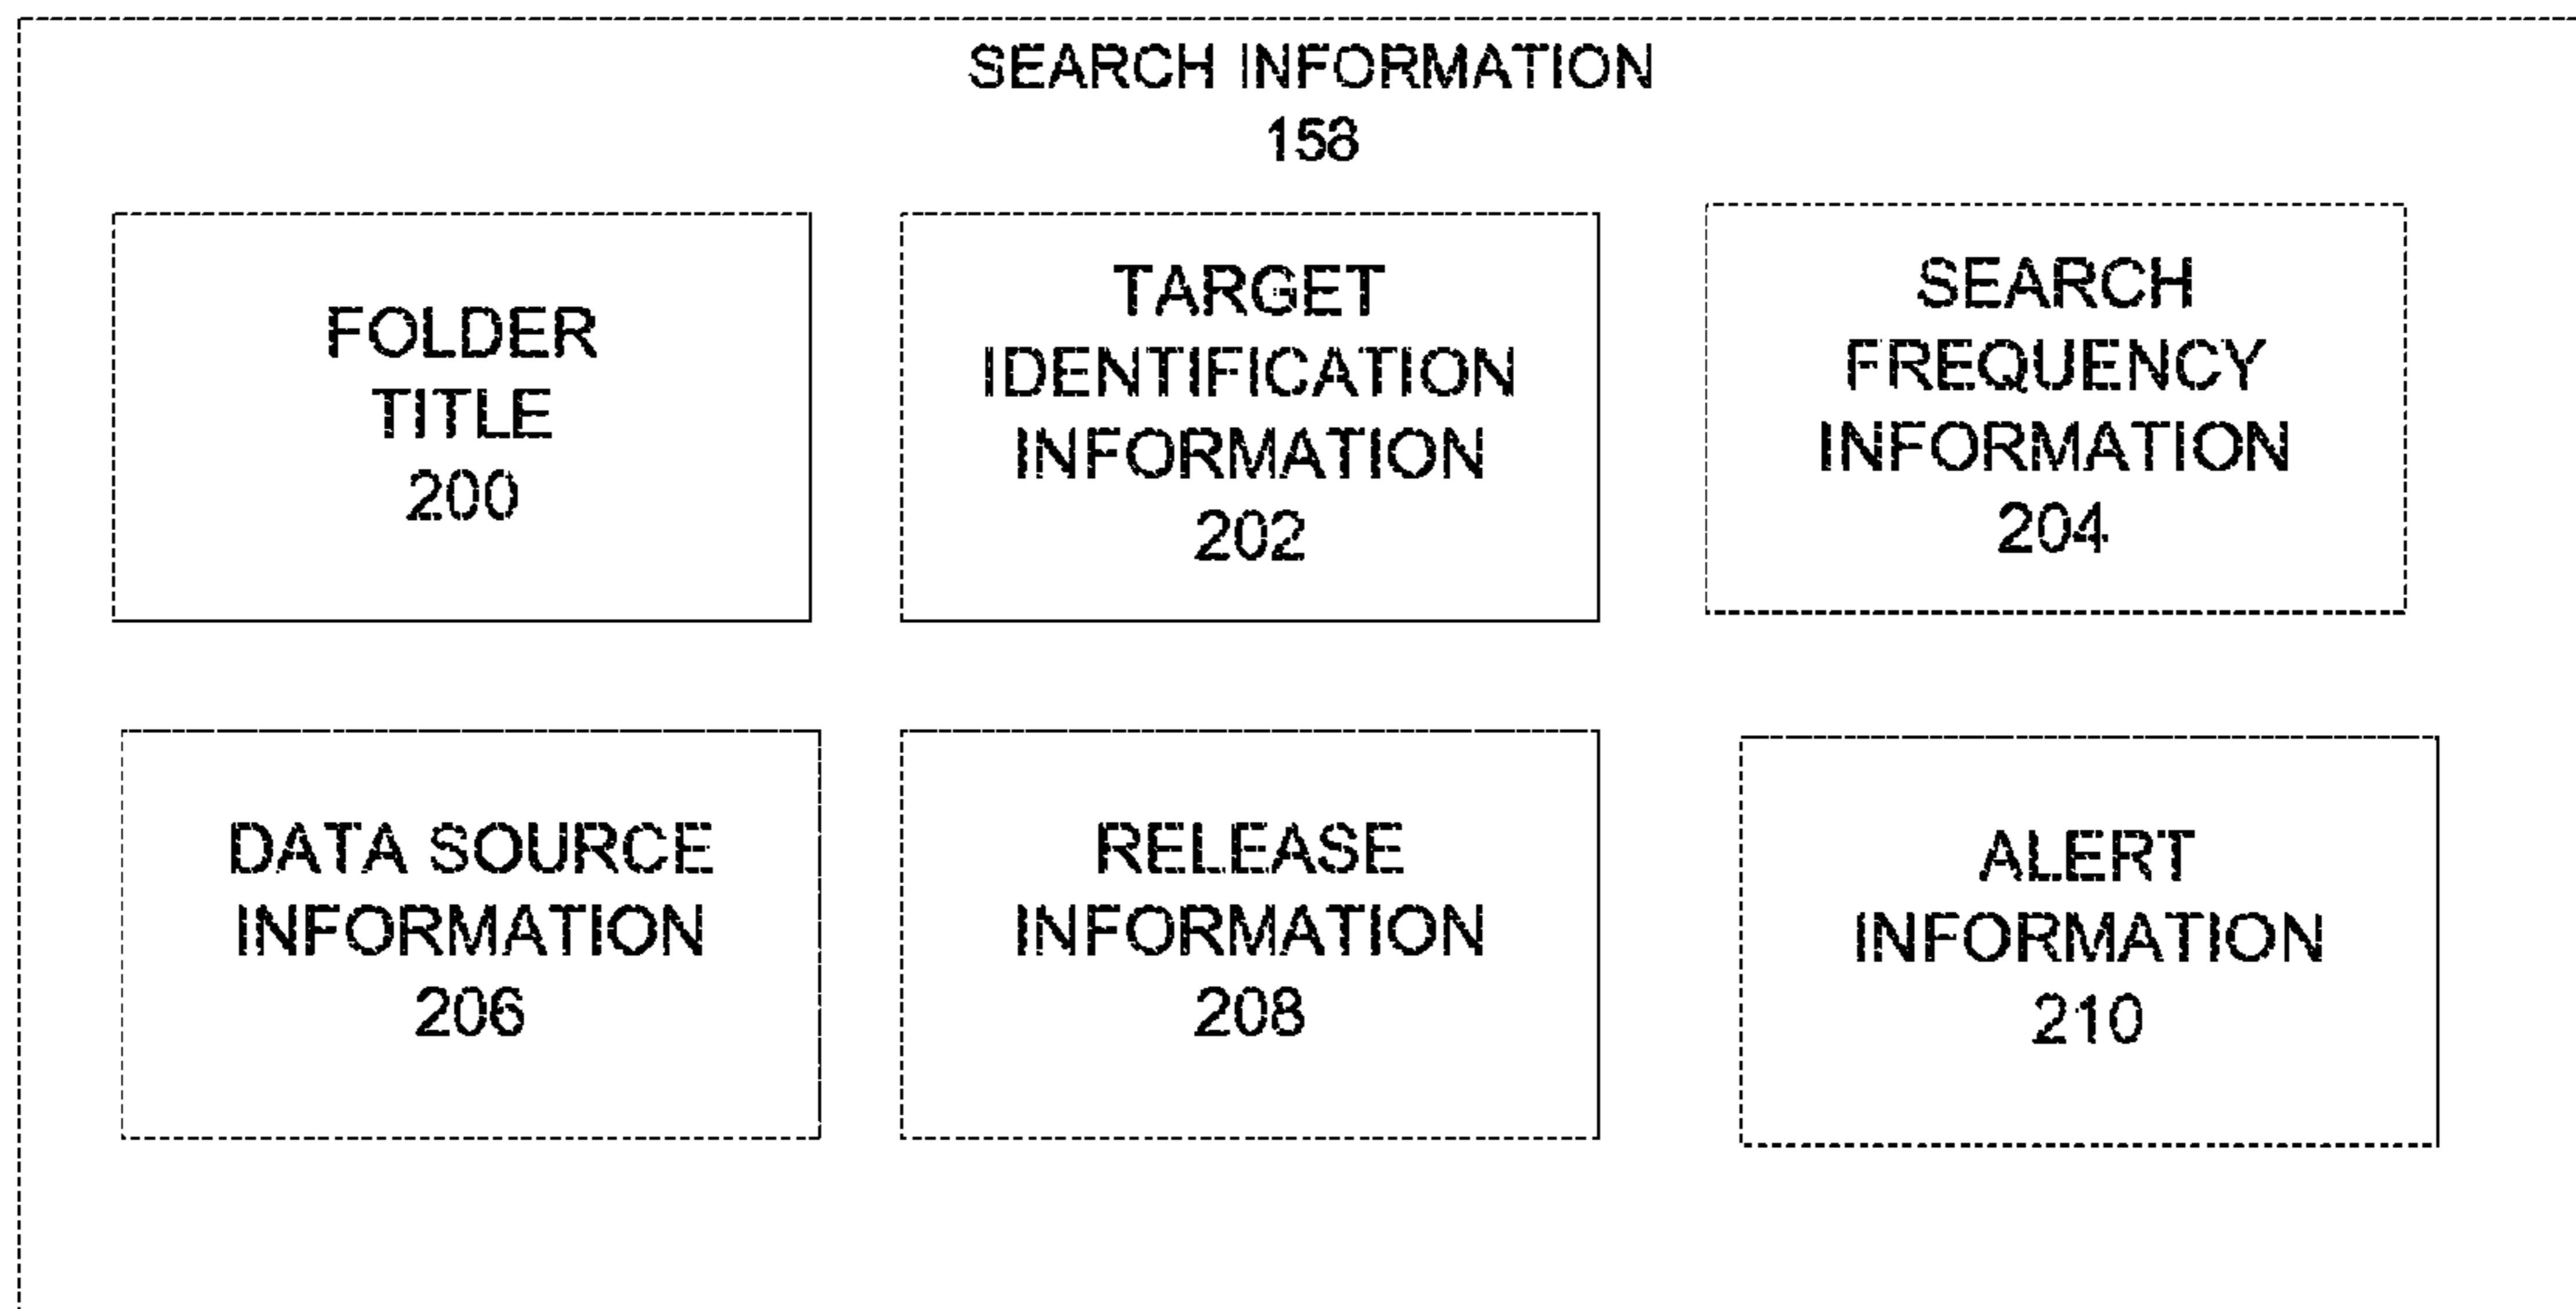 SEARCH INFORMATION
158
FOLDER
TITLE
200
TARGET
IDENTIFICATION
INFORMATION
202
SEARCH
FREQUENCY
INFORMATION
204
DATA SOURCE
INFORMATION
206
RELEASE
INFORMATION
208
ALERT
INFORMATION
210